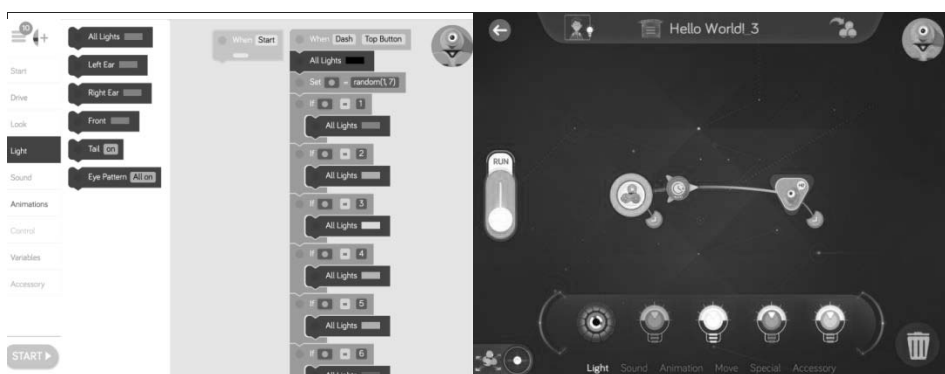 10
Start
Drive
Look
Light
Sound
Animations
Control
Variables
Accessory
START
All Lights
Left Ear
Right Ear
Front
Tail on
Eye Pattern All on
When Start
When Dash Top Button
All Lights
Set = random(1, 7)
If = 1
All Lights
If = 2
All Lights
If = 3
All Lights
If = 4
All Lights
If = 5
All Lights
If = 6
All Lights
Hello World!_3
RUN
Light Sound Animation Move Special Accessory